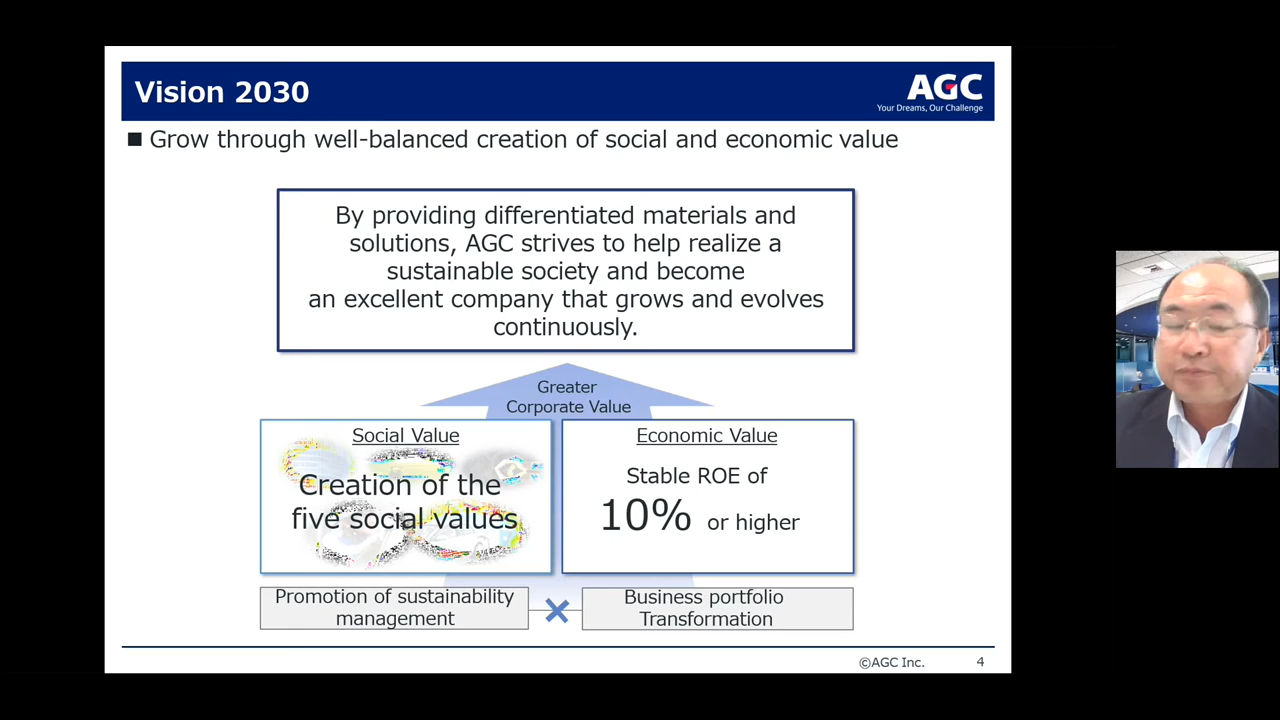 Vision 2030
AGC
Your Dreams, Our Challenge
■ Grow through well-balanced creation of social and economic value
By providing differentiated materials and
solutions, AGC strives to help realize a
sustainable society and become
an excellent company that grows and evolves
continuously.
Greater
Corporate Value
Social Value
Creation of the
five social values
Economic Value
Stable ROE of
10% or higher
Promotion of sustainability
management
×
Business portfolio
Transformation
©AGC Inc.
4